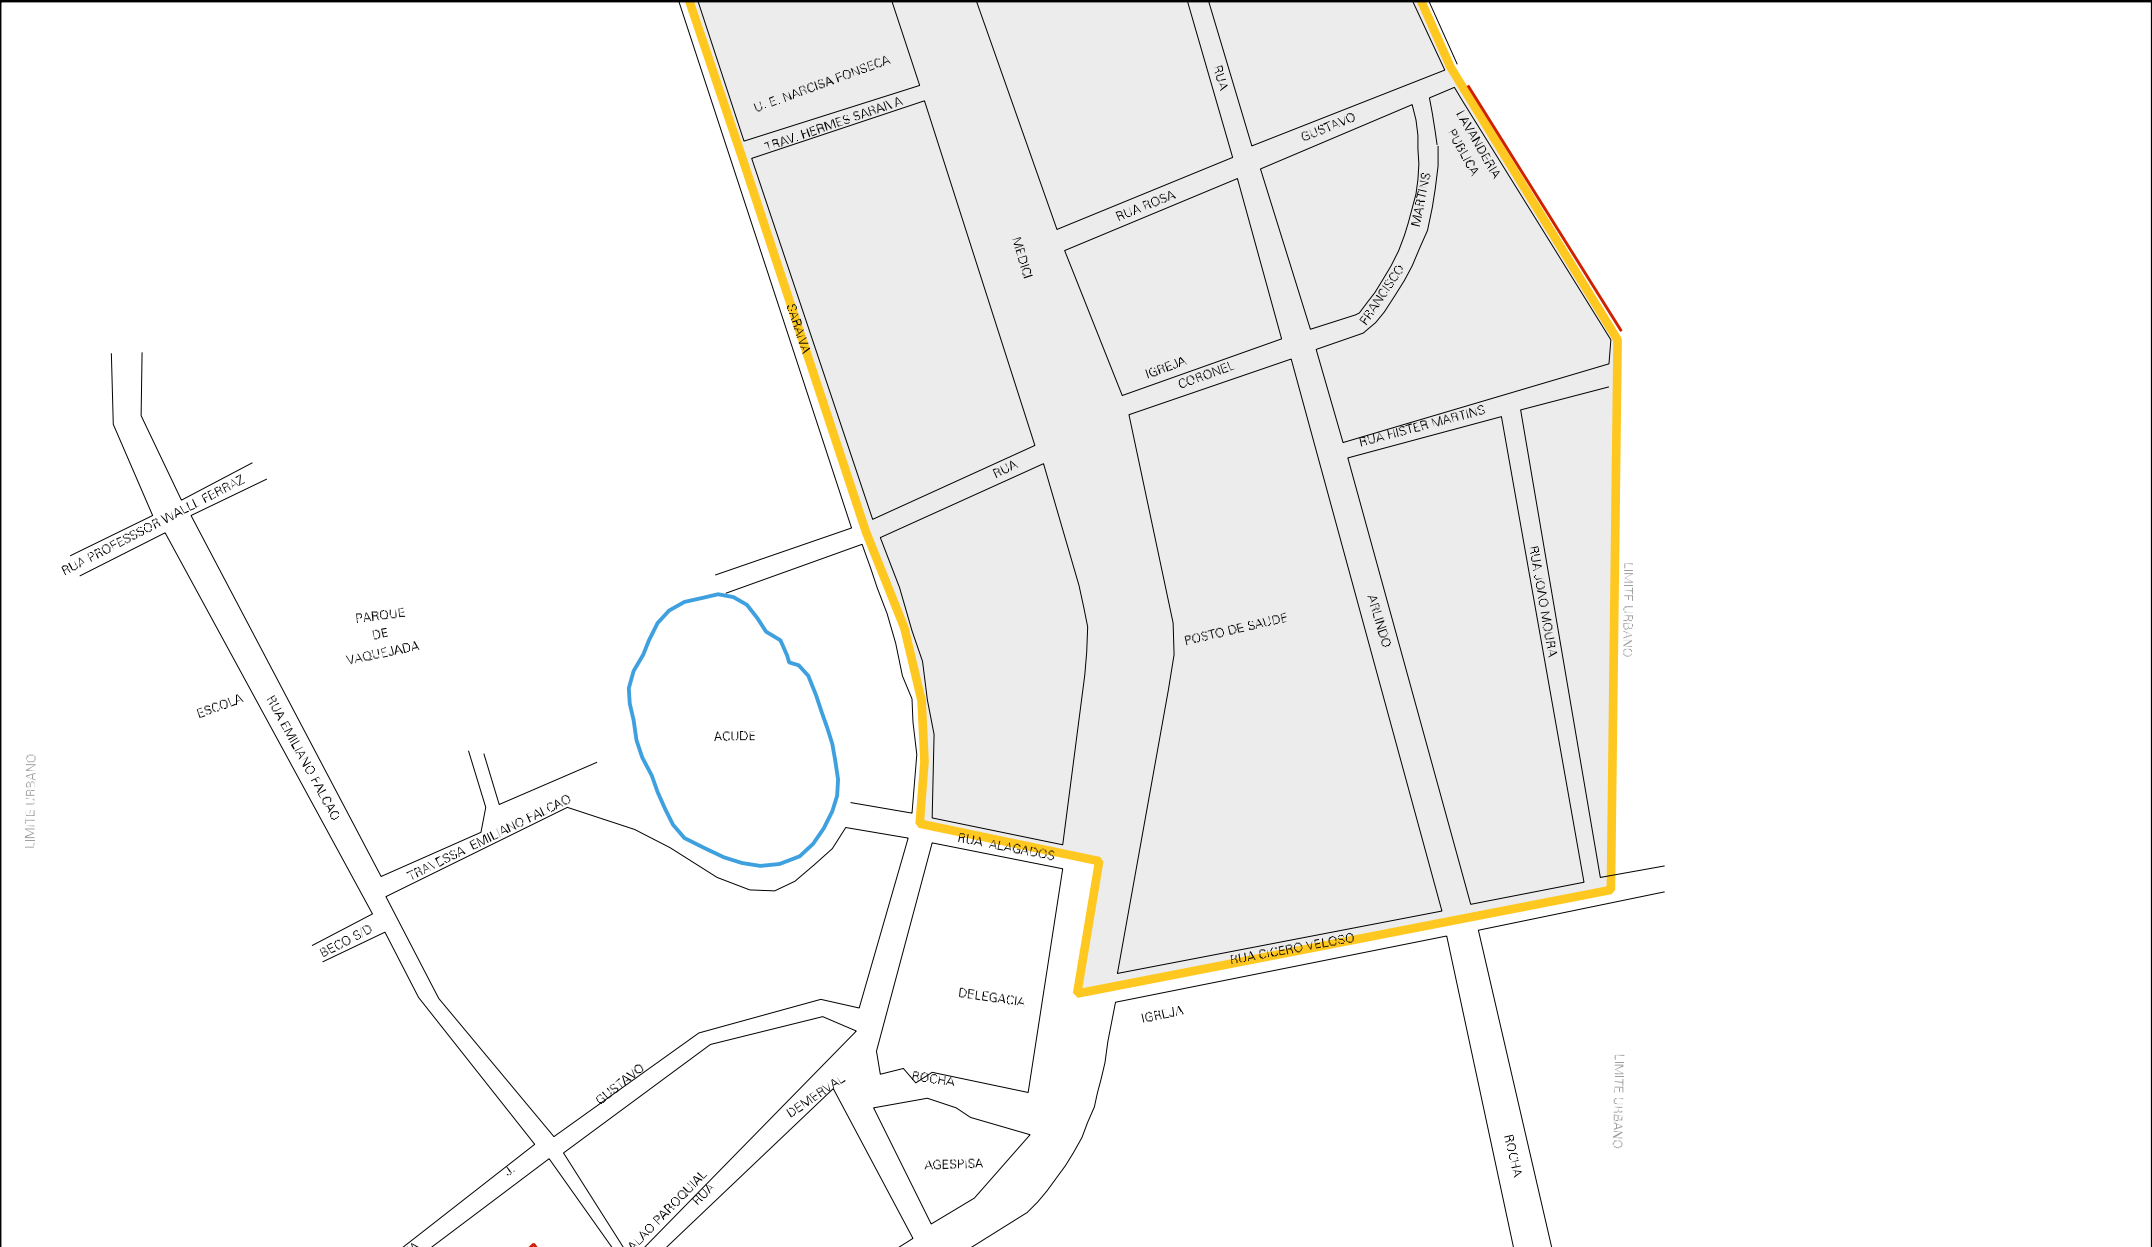 U. E. NARCISA FONSECA
TRAV. HERMES SARAIVA
RUA
GUSTAVO
LAVANDERIA
PUBLICA
MARTINS
RUA ROSA
MEDICI
FRANCISCO
SARAIVA
IGREJA
CORONEL
RUA HISTER MARTINS
RUA
RUA PROFESSSOR WALL FERRAZ
RUA JOAO MOURA
LIMITE URBANO
PARQUE
DE
VAQUEJADA
ARLINDO
POSTO DE SAUDE
ESCOLA
RUA EMILIANO FALCAO
ACUDE
LIMITE URBANO
TRAVESSA EMILIANO FALCAO
RUA ALAGADOS
BECO S/D
RUA CICERO VELOSO
DELEGACIA
IGREJA
GUSTAVO
ROCHA
DEMERVAL
LIMITE URBANO
J.
AGESPISA
ROCHA
ALAO PAROQUIAL
RUA
A